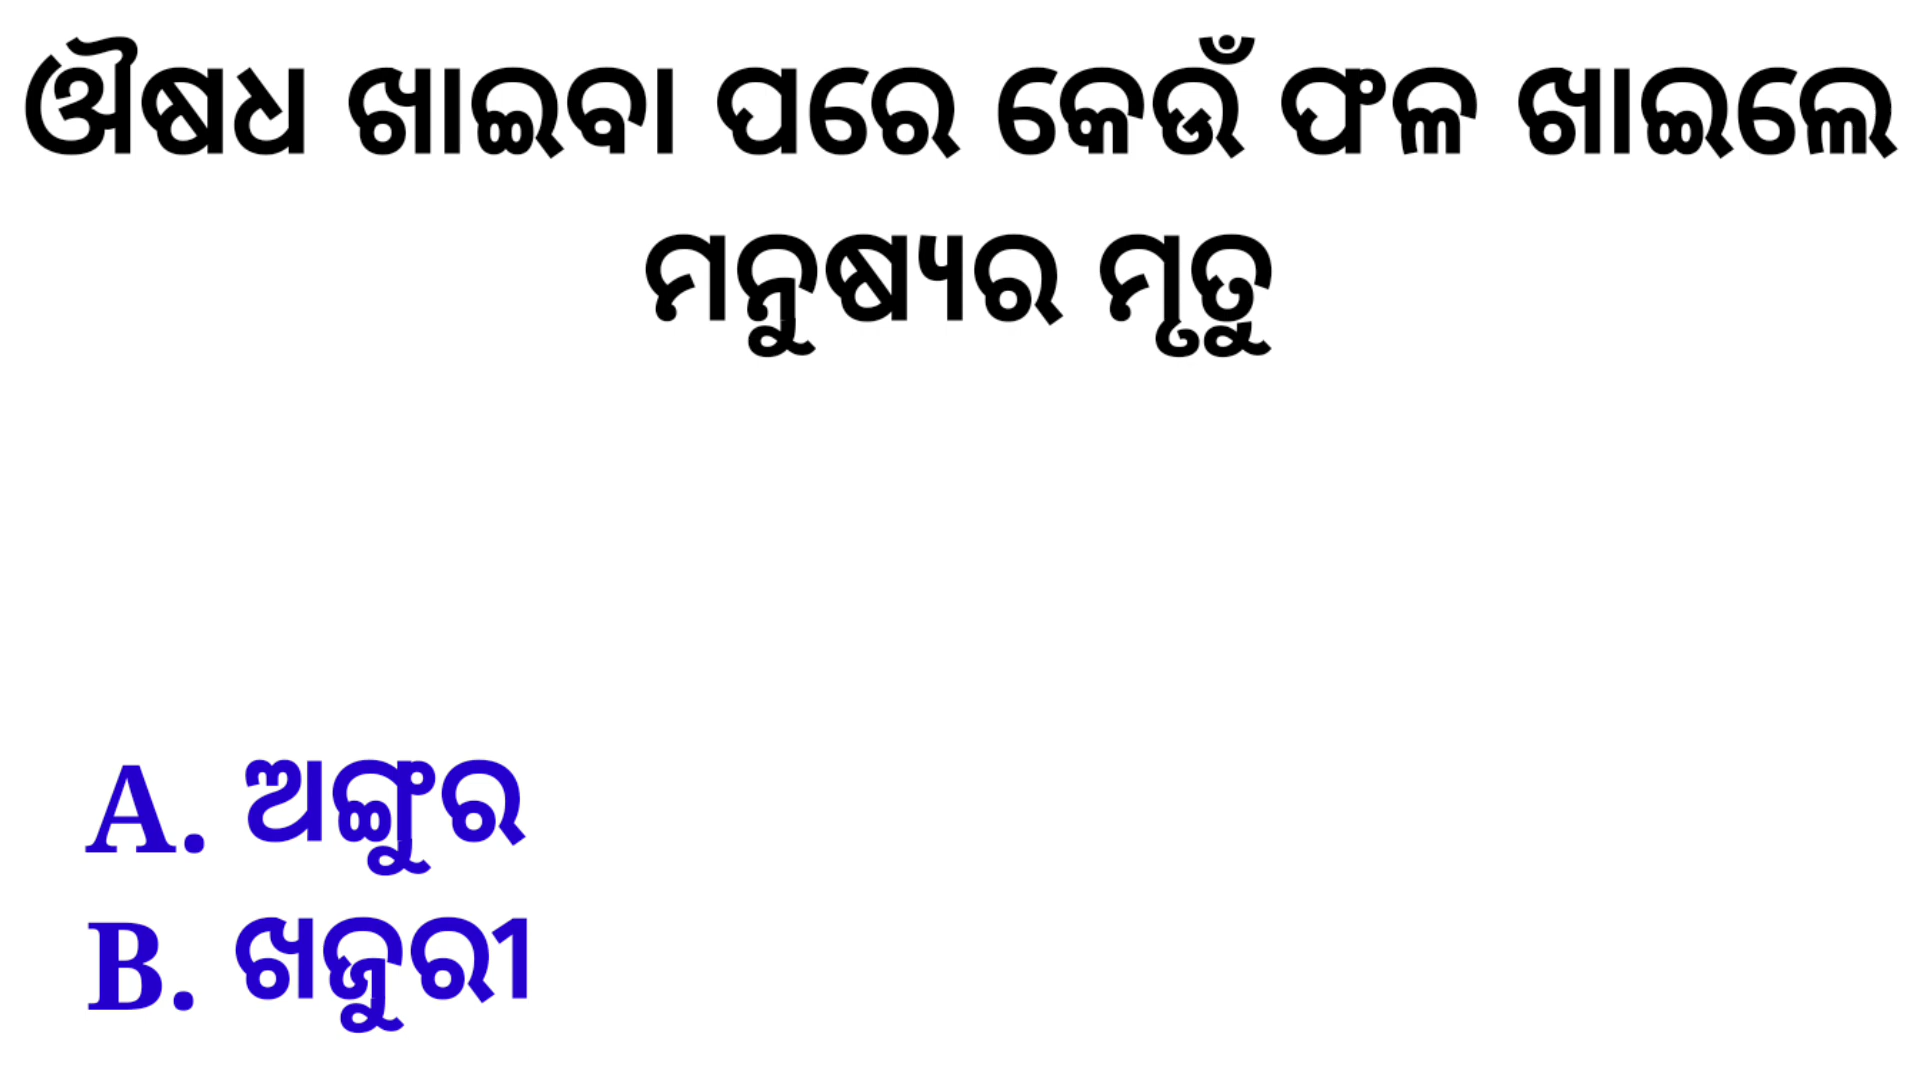 ଔଷଧ ଖାଇବା ପରେ କେଉଁ ଫଳ ଖାଇଲେ
ମନୁଷ୍ୟର ମୃତୁ
A. ଅଙ୍ଗୁର
B. ଖଜୁରୀ